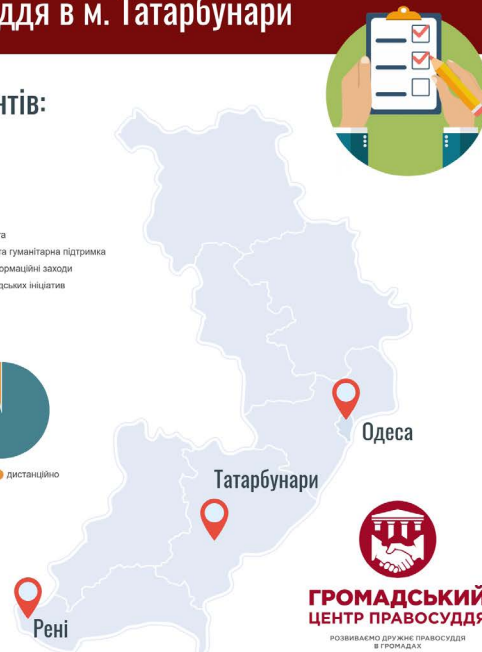 ддя в м. Татарбунари
нтів:
та
та гуманітарна підтримка
ормаційні заходи
дських ініціатив
дистанційно
Одеса
Татарбунари
Рені
ГРОМАДСЬКИЙ
ЦЕНТР ПРАВОСУДДЯ
РОЗВИВАЄМО ДРУЖНЄ ПРАВОСУДДЯ
В ГРОМАДАХ